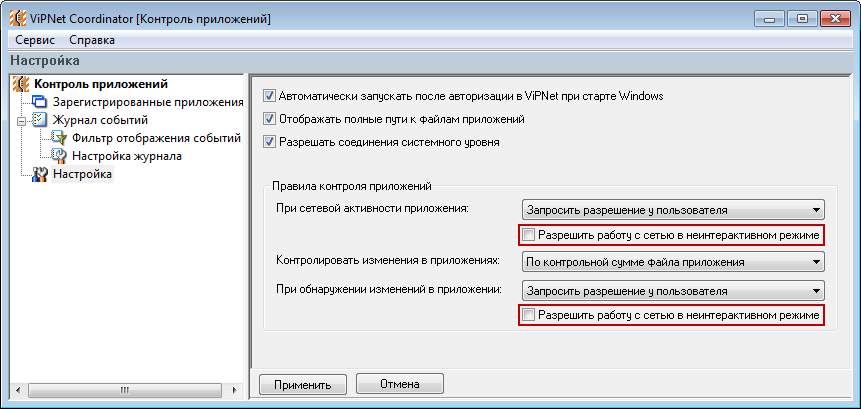 ViPNet Coordinator [Контроль приложений]
Сервис Справка
Настройка
Контроль приложений
Зарегистрированные приложения
Журнал событий
Фильтр отображения событий
Настройка журнала
Настройка
Автоматически запускать после авторизации в ViPNet при старте Windows
Отображать полные пути к файлам приложений
Разрешать соединения системного уровня
Правила контроля приложений
При сетевой активности приложения: Запросить разрешение у пользователя
Разрешить работу с сетью в неинтерактивном режиме
Контролировать изменения в приложениях: По контрольной сумме файла приложения
При обнаружении изменений в приложении: Запросить разрешение у пользователя
Разрешить работу с сетью в неинтерактивном режиме
Применить Отмена